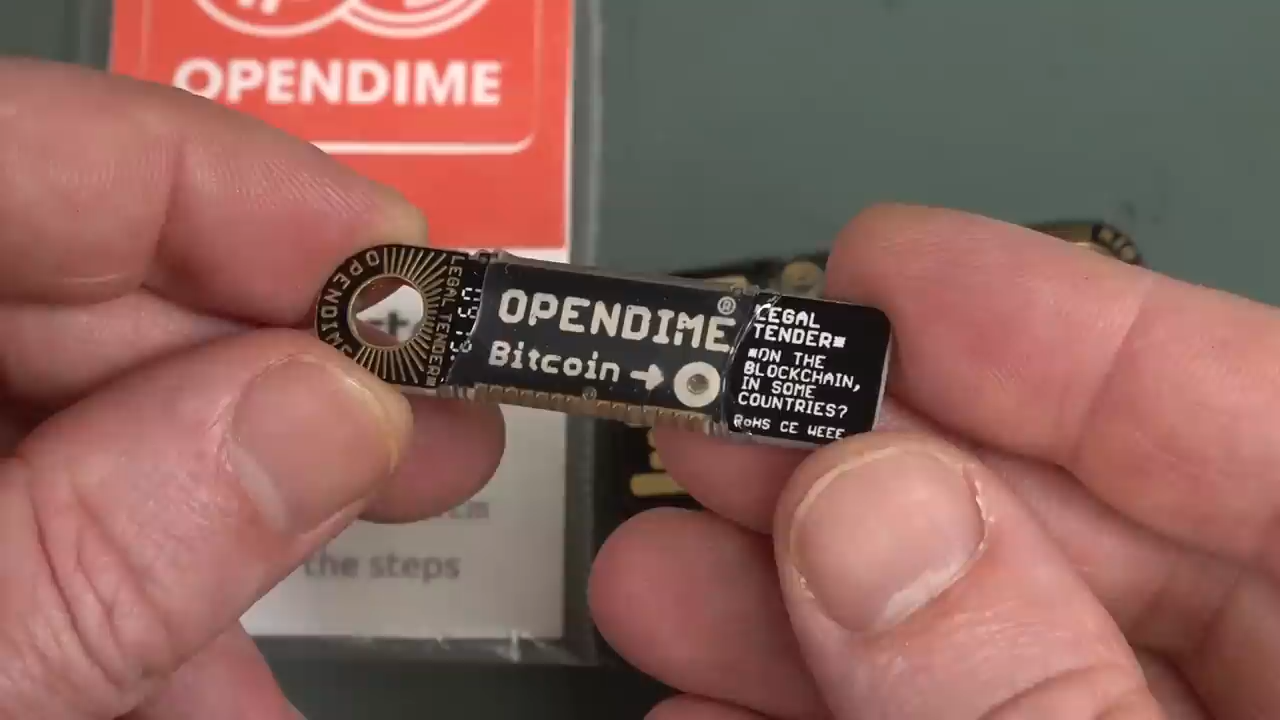 OPENDIME
OPENDIME
LEGAL TENDER*
OPENDIME®
Bitcoin →
LEGAL
TENDER*
*ON THE
BLOCKCHAIN,
IN SOME
COUNTRIES?
RoHS CE WEEE
the steps